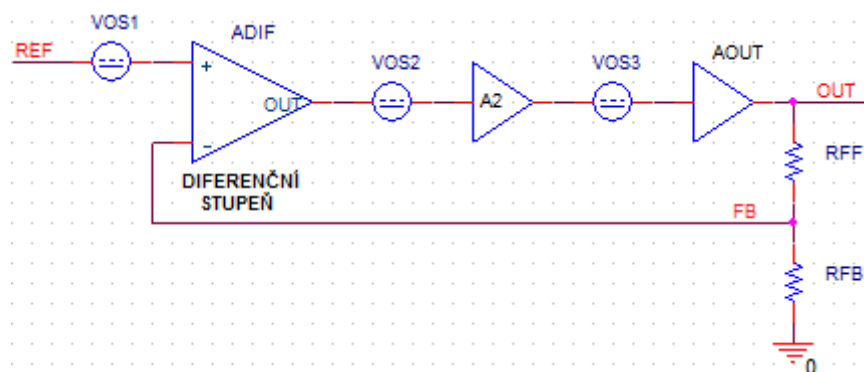 VOS1
ADIF
REF
+
OUT
-
DIFERENČNÍ
STUPEŇ
VOS2
A2
VOS3
AOUT
OUT
RFF
FB
RFB
0